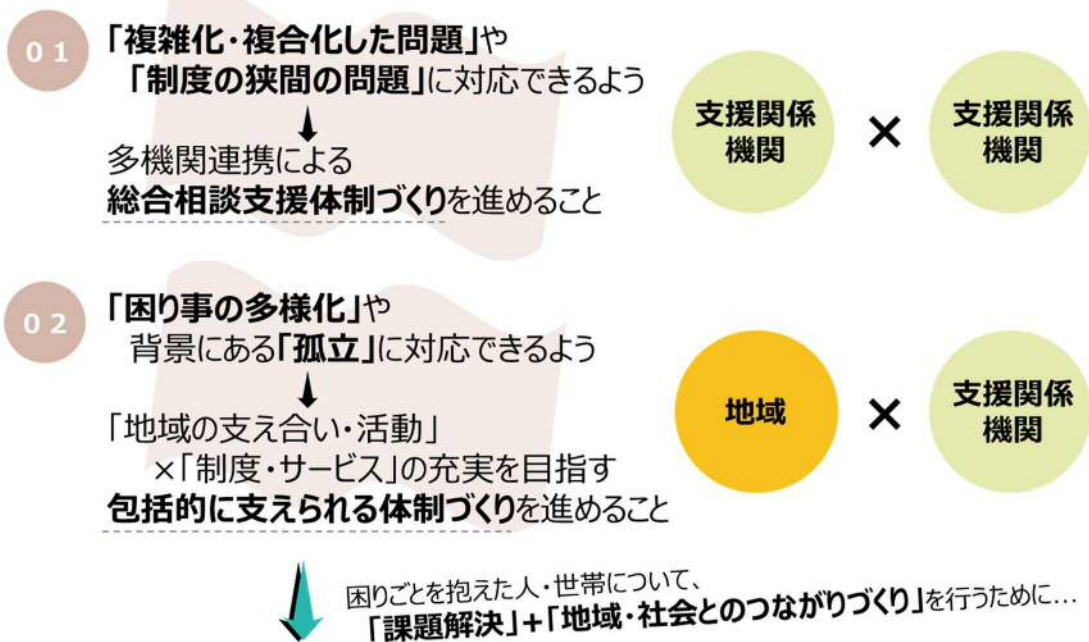 01
「複雑化・複合化した問題」や
「制度の狭間の問題」に対応できるよう
多機関連携による
総合相談支援体制づくりを進めること
支援関係
機関
×
支援関係
機関
02
「困り事の多様化」や
背景にある「孤立」に対応できるよう
「地域の支え合い・活動」
×「制度・サービス」の充実を目指す
包括的に支えられる体制づくりを進めること
地域
×
支援関係
機関
困りごとを抱えた人・世帯について、
「課題解決」+「地域・社会とのつながりづくり」を行うために…